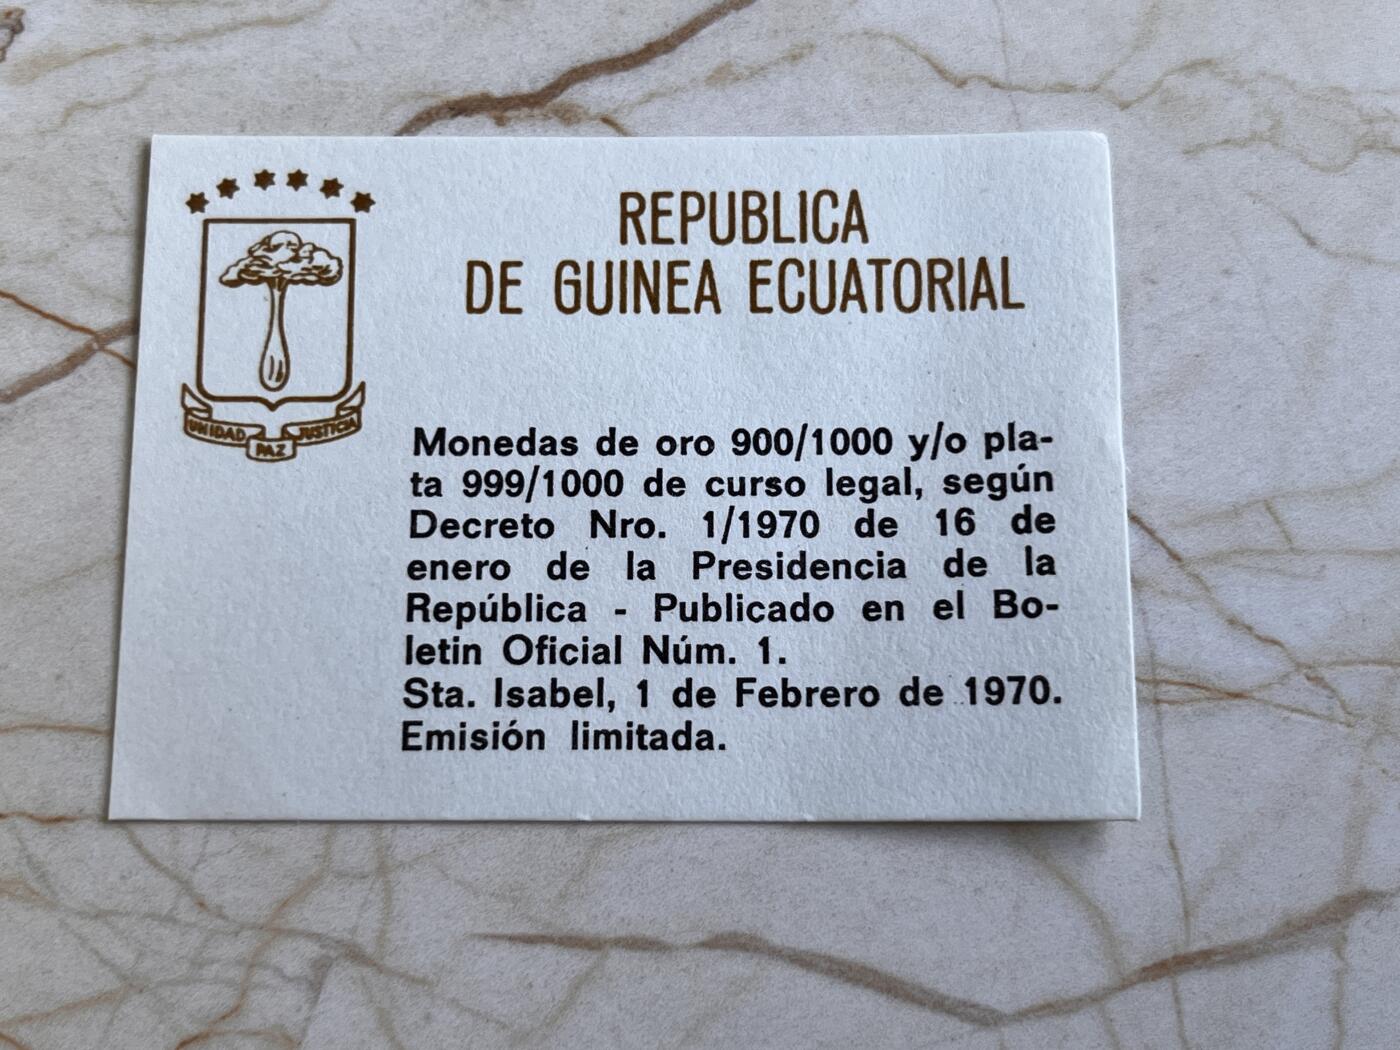 REPUBLICA
DE GUINEA ECUATORIAL
UNIDAD PAZ JUSTICIA
Monedas de oro 900/1000 y/o pla-
ta 999/1000 de curso legal, según
Decreto Nro. 1/1970 de 16 de
enero de la Presidencia de la
República - Publicado en el Bo-
letin Oficial Núm. 1.
Sta. Isabel, 1 de Febrero de 1970.
Emisión limitada.